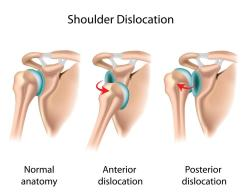 Shoulder Dislocation
Normal
anatomy
Anterior
dislocation
Posterior
dislocation